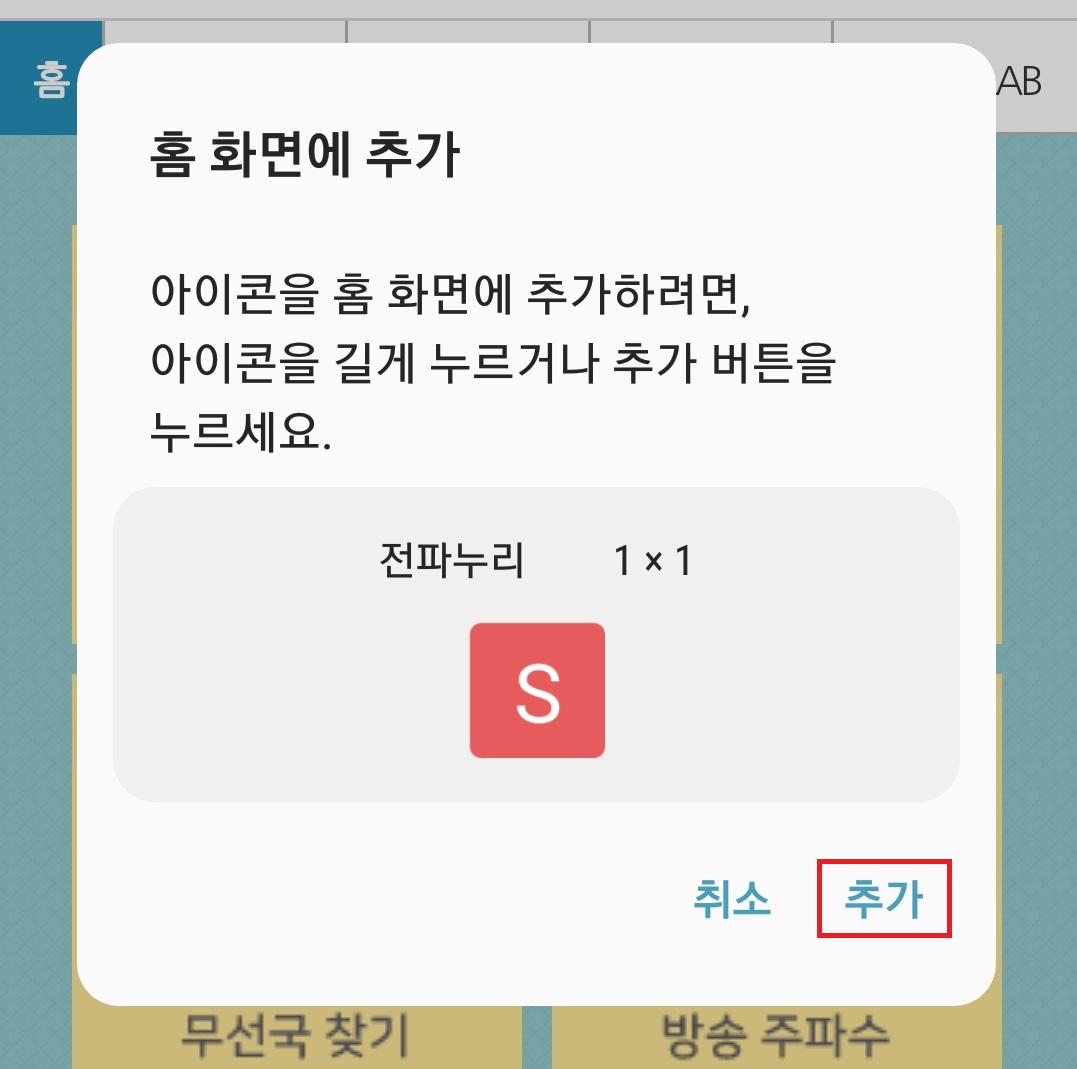 홈
AB
홈 화면에 추가
아이콘을 홈 화면에 추가하려면,
아이콘을 길게 누르거나 추가 버튼을
누르세요.
전파누리 1 × 1
S
취소 추가
무선국 찾기 방송 주파수